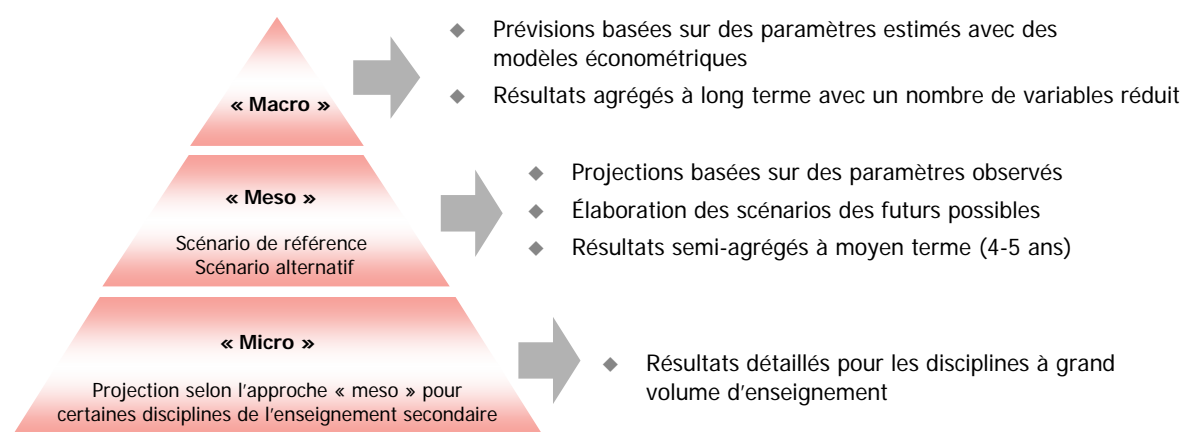 « Macro »
◆ Prévisions basées sur des paramètres estimés avec des
modèles économétriques
◆ Résultats agrégés à long terme avec un nombre de variables réduit
« Meso »
Scénario de référence
Scénario alternatif
◆ Projections basées sur des paramètres observés
◆ Élaboration des scénarios des futurs possibles
◆ Résultats semi-agrégés à moyen terme (4-5 ans)
« Micro »
Projection selon l'approche « meso » pour
certaines disciplines de l'enseignement secondaire
◆ Résultats détaillés pour les disciplines à grand
volume d'enseignement